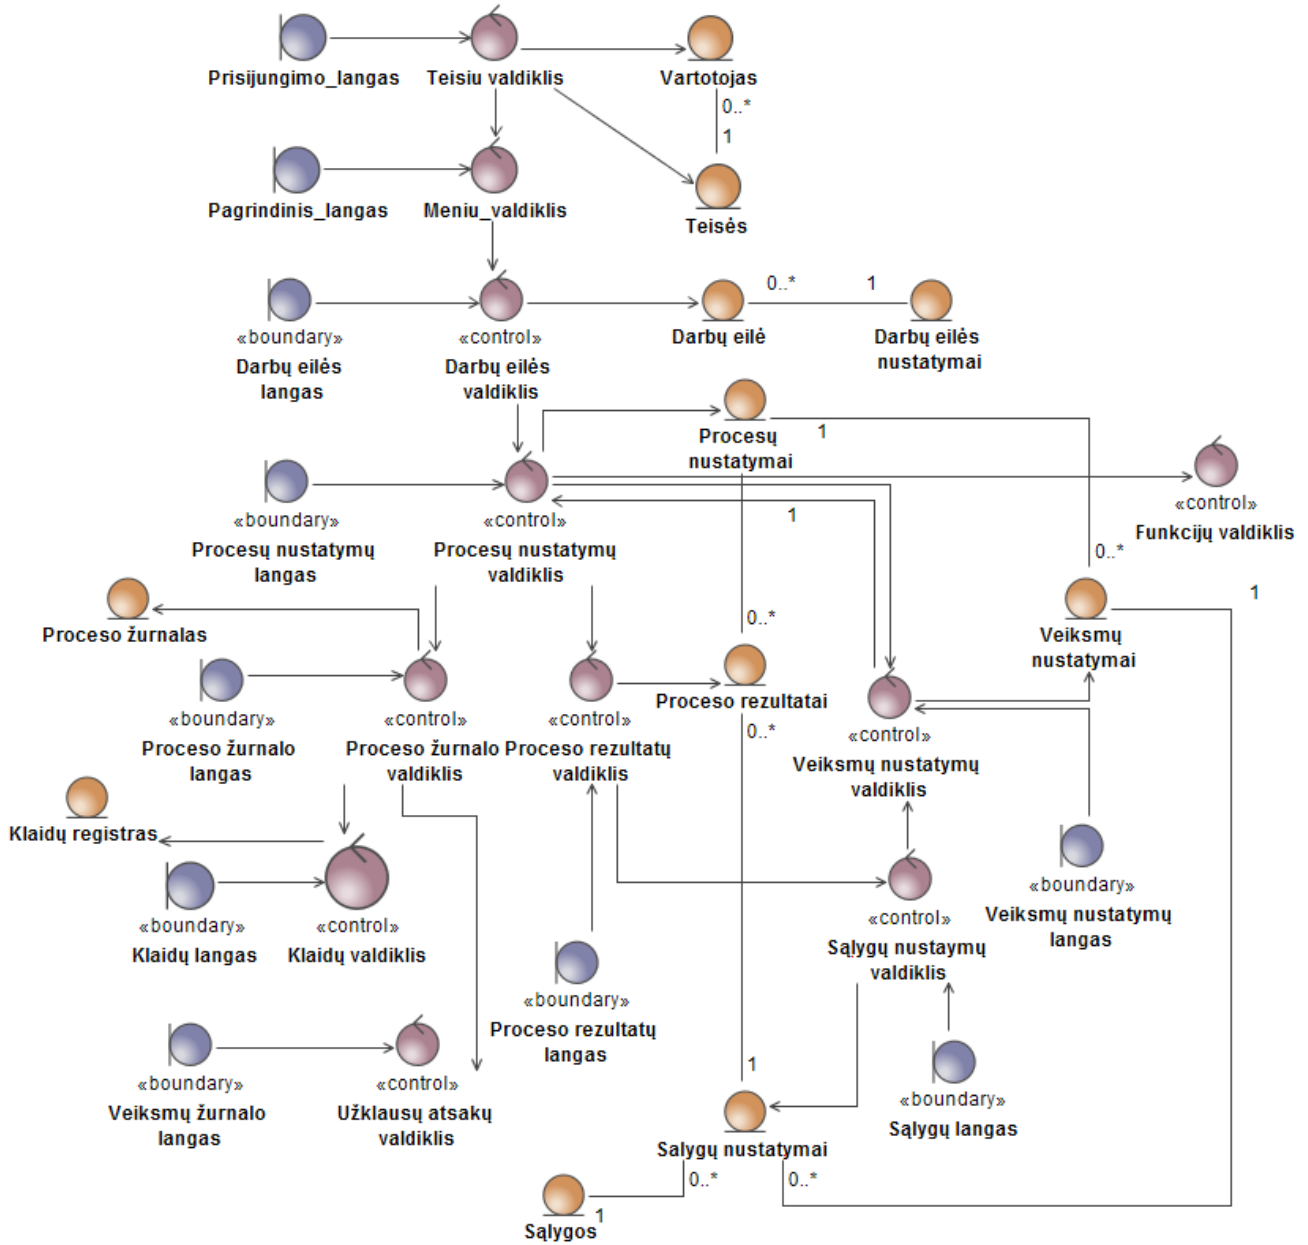 Prisijungimo_langas
Teisiu valdiklis
Vartotojas
0..*
1
Pagrindinis_langas
Meniu_valdiklis
Teisės
0..*
1
«boundary»
Darbų eilės
langas
«control»
Darbų eilės
valdiklis
Darbų eilė
Darbų eilės
nustatymai
Procesų
nustatymai
1
«boundary»
Procesų nustatymų
langas
«control»
Procesų nustatymų
valdiklis
1
«control»
Funkcijų valdiklis
0..*
1
Proceso žurnalas
0..*
Veiksmų
nustatymai
«boundary»
Proceso žurnalo
langas
«control»
Proceso žurnalo
valdiklis
«control»
Proceso rezultatų
valdiklis
Proceso rezultatai
0..*
«control»
Veiksmų nustatymų
valdiklis
Klaidų registras
«boundary»
Klaidų langas
«control»
Klaidų valdiklis
«control»
Sąlygų nustaymų
valdiklis
«boundary»
Veiksmų nustatymų
langas
«boundary»
Proceso rezultatų
langas
«boundary»
Veiksmų žurnalo
langas
«control»
Užklausų atsakų
valdiklis
1
«boundary»
Sąlygų langas
Salygų nustatymai
0..*
0..*
1
Sąlygos